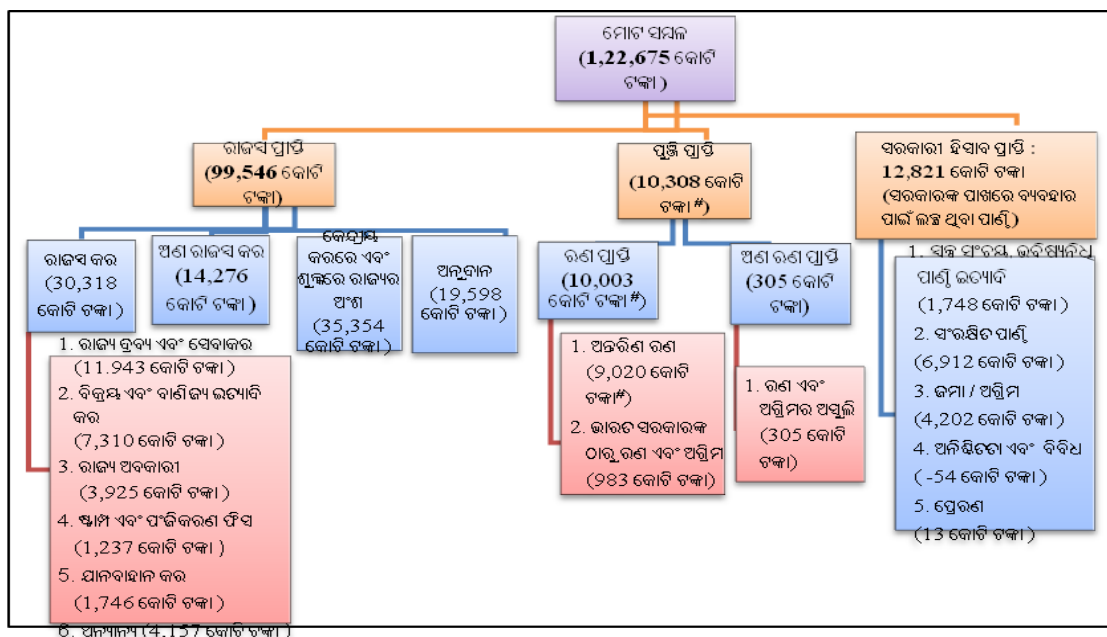 ମୋଟ ସମ୍ବଳ
(1,22,675 କୋଟି
ଟଙ୍କା)
ରାଜସ୍ୱ ପ୍ରାପ୍ତି
(99,546 କୋଟି
ଟଙ୍କା)
ପୁଞ୍ଜି ପ୍ରାପ୍ତି
(10,308 କୋଟି
ଟଙ୍କା#)
ସରକାରୀ ହିସାବ ପ୍ରାପ୍ତି :
12,821 କୋଟି ଟଙ୍କା
(ସରକାରଙ୍କ ପାଖରେ ବ୍ୟବହାର
ପାଇଁ ଲବ୍ଧ ଥିବା ପାଣ୍ଠି)
ରାଜସ୍ୱ କର
(30,318
କୋଟି ଟଙ୍କା)
ଅଣ ରାଜସ୍ୱ କର
(14,276
କୋଟି ଟଙ୍କା)
କେନ୍ଦ୍ରୀୟ
କରରେ ଏବଂ
ଶୁଳ୍କରେ ରାଜ୍ୟର
ଅଂଶ
(35,354
କୋଟି ଟଙ୍କା)
ଅନୁଦାନ
(19,598
କୋଟି ଟଙ୍କା)
ଋଣ ପ୍ରାପ୍ତି
(10,003
କୋଟି ଟଙ୍କା#)
ଅଣ ଋଣ ପ୍ରାପ୍ତି
(305 କୋଟି
ଟଙ୍କା)
1. ରାଜ୍ୟ ଦ୍ରବ୍ୟ ଏବଂ ସେବାକର
(11.943 କୋଟି ଟଙ୍କା)
2. ବିକ୍ରୟ ଏବଂ ବାଣିଜ୍ୟ ଇତ୍ୟାଦି
କର
(7,310 କୋଟି ଟଙ୍କା)
3. ରାଜ୍ୟ ଅବକାରୀ
(3,925 କୋଟି ଟଙ୍କା)
4. ଷ୍ଟାମ୍ପ ଏବଂ ପଂଜିକରଣ ଫିସ
(1,237 କୋଟି ଟଙ୍କା )
5. ଯାନବାହାନ କର
(1,746 କୋଟି ଟଙ୍କା)
6. ଅନ୍ୟାନ୍ୟ (4,157 କୋଟି ଟଙ୍କା)
1. ଅନ୍ତରିଣ ଋଣ
(9,020 କୋଟି
ଟଙ୍କା#)
2. ଭାରତ ସରକାରଙ୍କ
ଠାରୁ ଋଣ ଏବଂ ଅଗ୍ରିମ
(983 କୋଟି ଟଙ୍କା)
1. ଋଣ ଏବଂ
ଅଗ୍ରିମର ଅସୁଲି
(305 କୋଟି
ଟଙ୍କା)
1. ସ୍ୱଳ୍ପ ସଂଚୟ, ଭବିଷ୍ୟନିଧି
ପାଣ୍ଠି ଇତ୍ୟାଦି
(1,748 କୋଟି ଟଙ୍କା)
2. ସଂରକ୍ଷିତ ପାଣ୍ଠି
(6,912 କୋଟି ଟଙ୍କା)
3. ଜମା / ଅଗ୍ରିମ
(4,202 କୋଟି ଟଙ୍କା)
4. ଅନିଶ୍ଚିତତା ଏବଂ ବିବିଧ
( -54 କୋଟି ଟଙ୍କା )
5. ପ୍ରେରଣ
(13 କୋଟି ଟଙ୍କା)